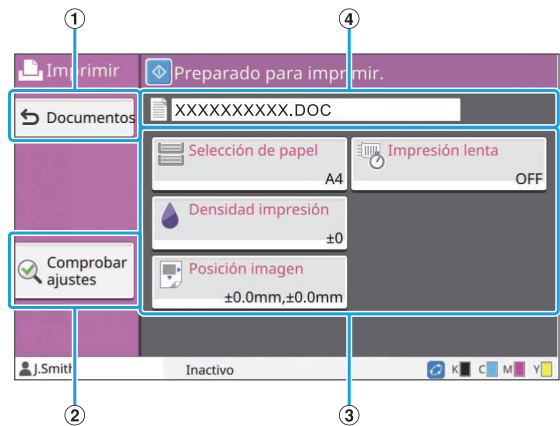 1
4
Imprimir
Preparado para imprimir.
Documentos
XXXXXXXXXX.DOC
Selección de papel
A4
Impresión lenta
OFF
Densidad impresión
±0
Comprobar
ajustes
Posición imagen
±0.0mm,±0.0mm
J.Smith
Inactivo
K C M Y
2
3